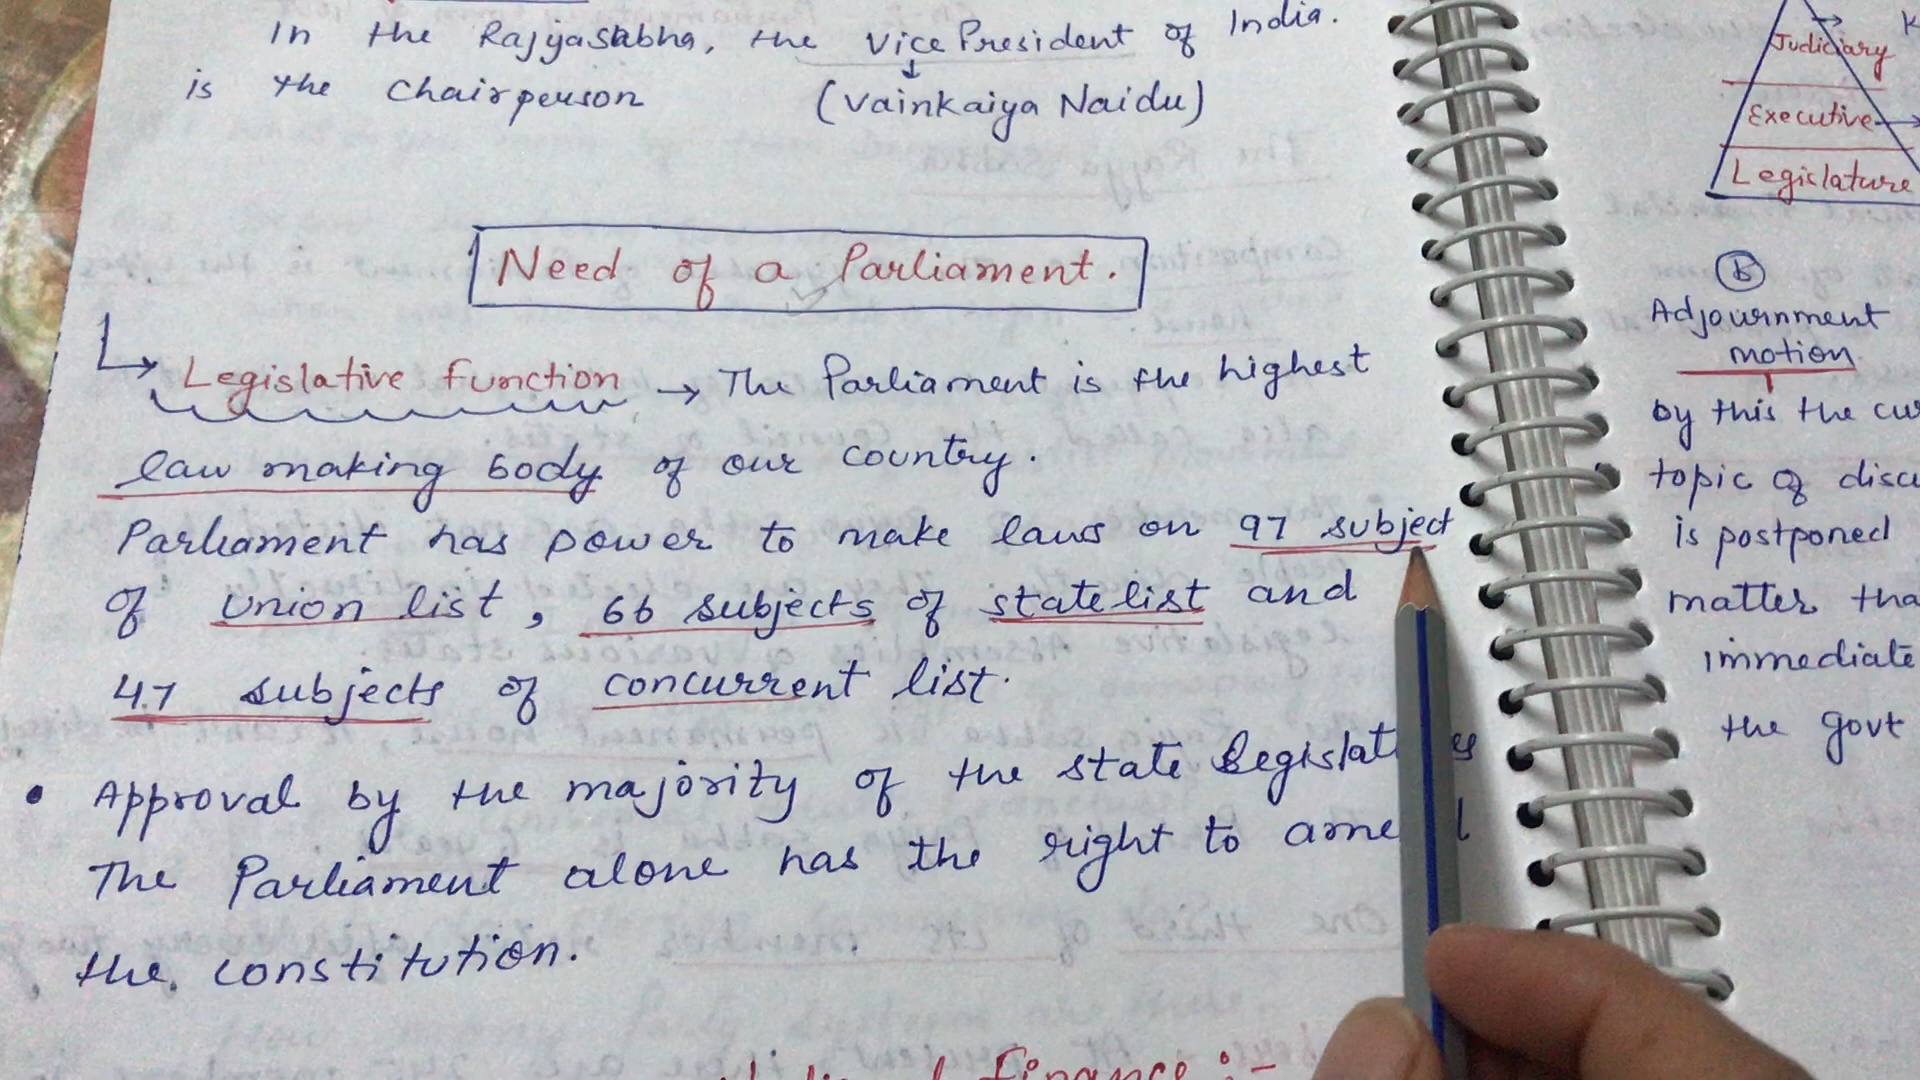 In the Rajyasabha, the Vice President of India.
is the Chairperson (Vainkaiya Naidu)
Need of a Parliament.
Legislative function → The Parliament is the highest
law making body of our country.
Parliament has power to make laws on 97 subject
of Union list, 66 subjects of state list and
47 subjects of concurrent list.
• Approval by the majority of the state Legislat
The Parliament alone has the right to ame
the constitution.
Finance :-
Judiciary
Executive
Legislature
B
Adjournment
motion
by this the cur
topic of discu
is postponed
matter tha
immediate
the govt